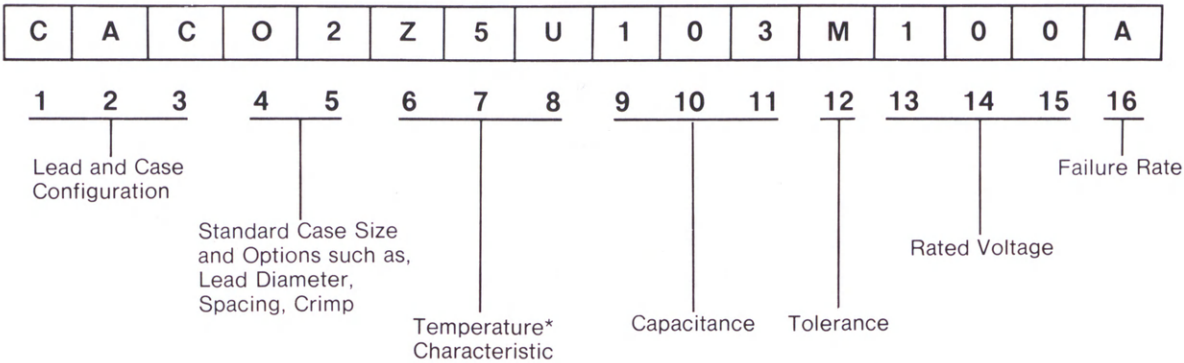 C A C O 2 Z 5 U 1 0 3 M 1 0 0 A
1 2 3 4 5 6 7 8 9 10 11 12 13 14 15 16
Lead and Case
Configuration
Failure Rate
Standard Case Size
and Options such as,
Lead Diameter,
Spacing, Crimp
Rated Voltage
Temperature*
Characteristic
Capacitance
Tolerance